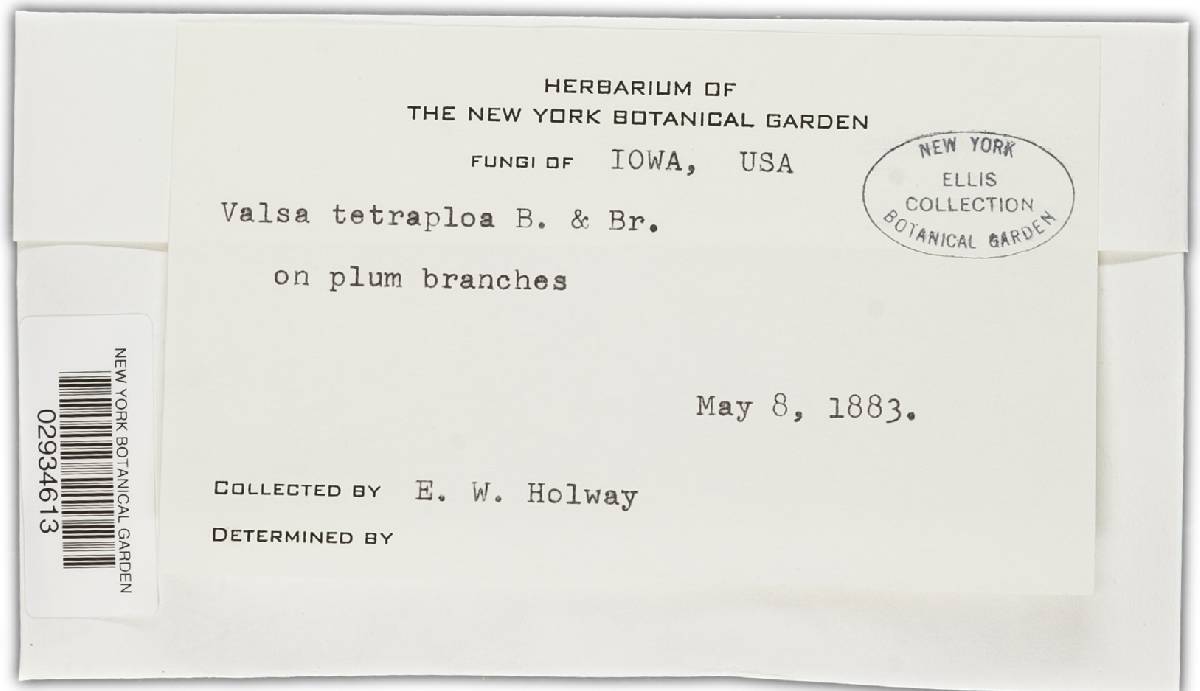 HERBARIUM OF
THE NEW YORK BOTANICAL GARDEN
FUNGI OF IOWA, USA
NEW YORK
ELLIS
COLLECTION
BOTANICAL GARDEN
Valsa tetraploa B. & Br.
on plum branches
May 8, 1883.
COLLECTED BY E. W. Holway
DETERMINED BY
NEW YORK BOTANICAL GARDEN
02934613